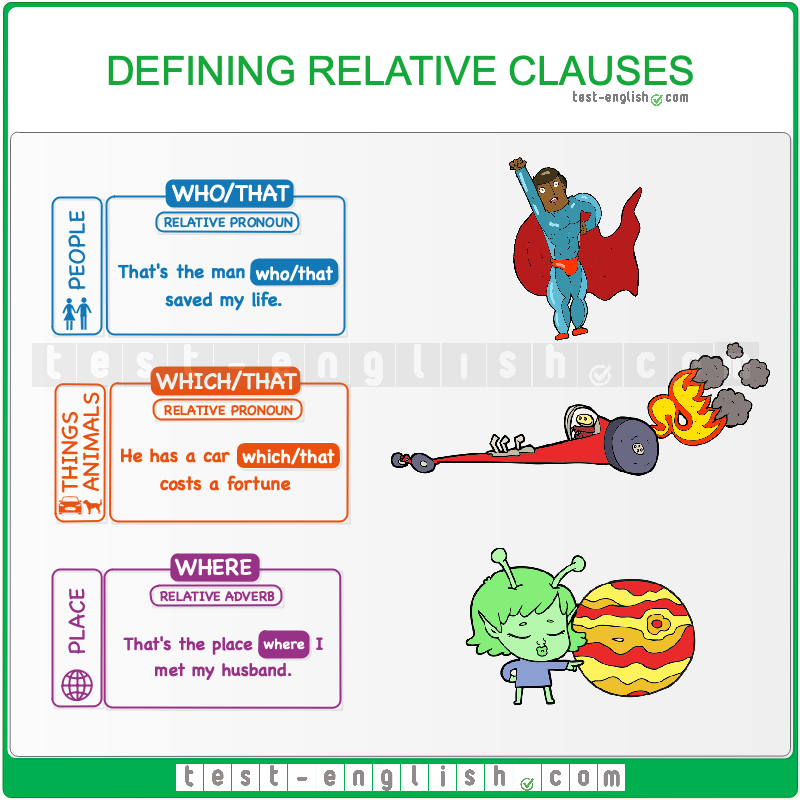 DEFINING RELATIVE CLAUSES
test-english.com
WHO/THAT
RELATIVE PRONOUN
PEOPLE
That's the man who/that
saved my life.
test-english.com
WHICH/THAT
RELATIVE PRONOUN
THINGS
ANIMALS
He has a car which/that
costs a fortune
WHERE
RELATIVE ADVERB
PLACE
That's the place where I
met my husband.
test-english.com